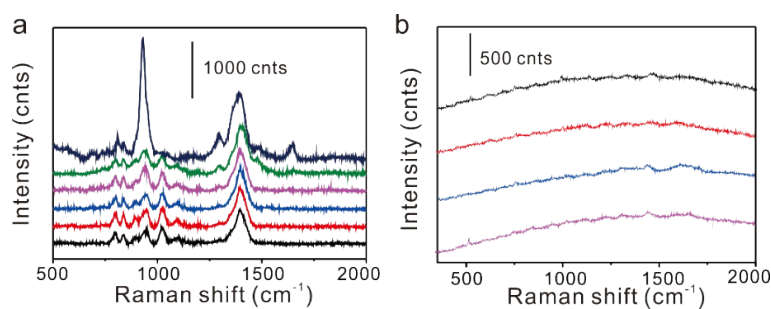 a
1000 cnts
Intensity (cnts)
500 1000 1500 2000
Raman shift (cm⁻¹)
b
500 cnts
Intensity (cnts)
500 1000 1500 2000
Raman shift (cm⁻¹)